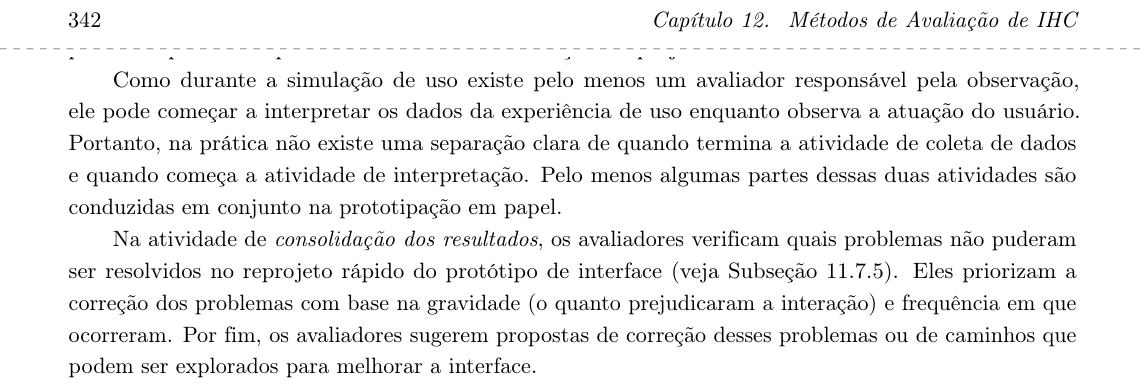 342 Capítulo 12. Métodos de Avaliação de IHC
Como durante a simulação de uso existe pelo menos um avaliador responsável pela observação,
ele pode começar a interpretar os dados da experiência de uso enquanto observa a atuação do usuário.
Portanto, na prática não existe uma separação clara de quando termina a atividade de coleta de dados
e quando começa a atividade de interpretação. Pelo menos algumas partes dessas duas atividades são
conduzidas em conjunto na prototipação em papel.
Na atividade de consolidação dos resultados, os avaliadores verificam quais problemas não puderam
ser resolvidos no reprojeto rápido do protótipo de interface (veja Subseção 11.7.5). Eles priorizam a
correção dos problemas com base na gravidade (o quanto prejudicaram a interação) e frequência em que
ocorreram. Por fim, os avaliadores sugerem propostas de correção desses problemas ou de caminhos que
podem ser explorados para melhorar a interface.